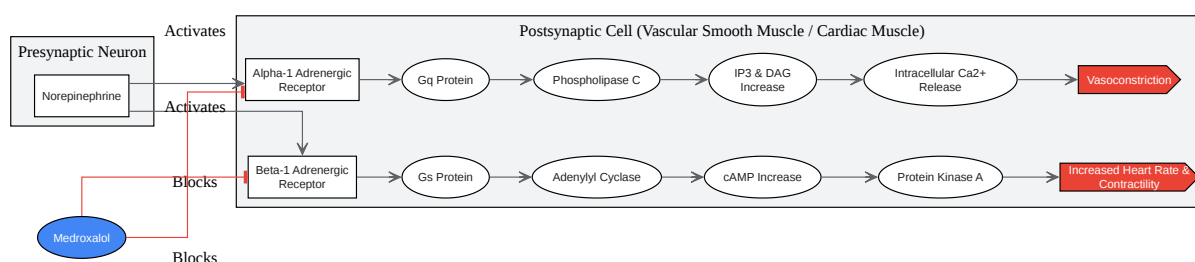 Activates
Postsynaptic Cell (Vascular Smooth Muscle / Cardiac Muscle)
Presynaptic Neuron
Norepinephrine
Alpha-1 Adrenergic
Receptor
Gq Protein
Phospholipase C
IP3 & DAG
Increase
Intracellular Ca2+
Release
Vasoconstriction
Activates
Beta-1 Adrenergic
Receptor
Gs Protein
Adenylyl Cyclase
cAMP Increase
Protein Kinase A
Increased Heart Rate &
Contractility
Blocks
Medroxalol
Blocks